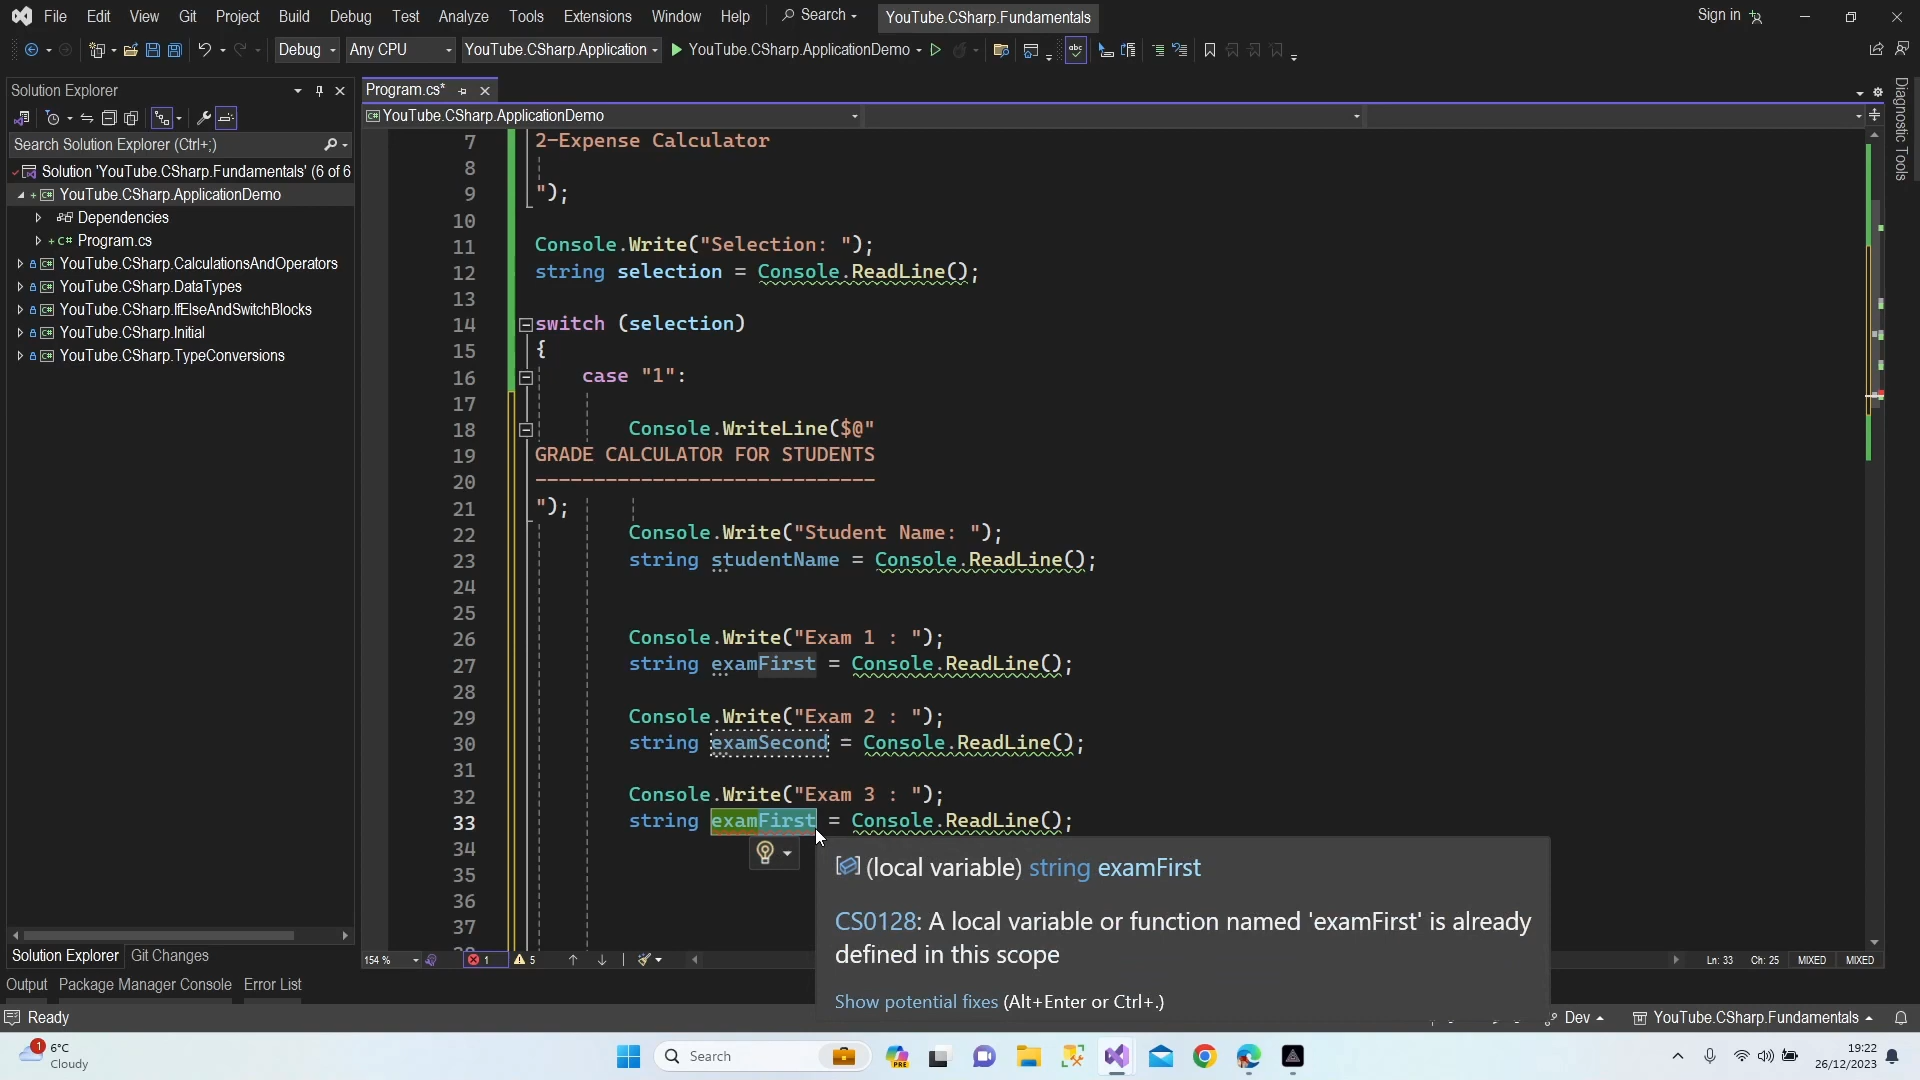 File Edit View Git Project Build Debug Test Analyze Tools Extensions Window Help Search YouTube.CSharp.Fundamentals Sign in
Debug Any CPU YouTube.CSharp.Application YouTube.CSharp.ApplicationDemo
Solution Explorer
Search Solution Explorer (Ctrl+;)
Solution 'YouTube.CSharp.Fundamentals' (6 of 6
YouTube.CSharp.ApplicationDemo
Dependencies
C# Program.cs
YouTube.CSharp.CalculationsAndOperators
YouTube.CSharp.DataTypes
YouTube.CSharp.IfElseAndSwitchBlocks
YouTube.CSharp.Initial
YouTube.CSharp.TypeConversions
Solution Explorer Git Changes
Program.cs*
YouTube.CSharp.ApplicationDemo
7 2-Expense Calculator
8
9 ");
10
11 Console.Write("Selection: ");
12 string selection = Console.ReadLine();
13
14 switch (selection)
15 {
16 case "1":
17
18 Console.WriteLine($@"
19 GRADE CALCULATOR FOR STUDENTS
20 -----------------------------
21 ");
22 Console.Write("Student Name: ");
23 string studentName = Console.ReadLine();
24
25
26 Console.Write("Exam 1 : ");
27 string examFirst = Console.ReadLine();
28
29 Console.Write("Exam 2 : ");
30 string examSecond = Console.ReadLine();
31
32 Console.Write("Exam 3 : ");
33 string examFirst = Console.ReadLine();
34
35
36
37
(local variable) string examFirst
CS0128: A local variable or function named 'examFirst' is already
defined in this scope
Show potential fixes (Alt+Enter or Ctrl+.)
Diagnostic Tools
154 % 1 5 Ln: 33 Ch: 25 MIXED MIXED
Output Package Manager Console Error List
Ready Dev YouTube.CSharp.Fundamentals
1 6°C
Cloudy
Search PRE
19:22
26/12/2023